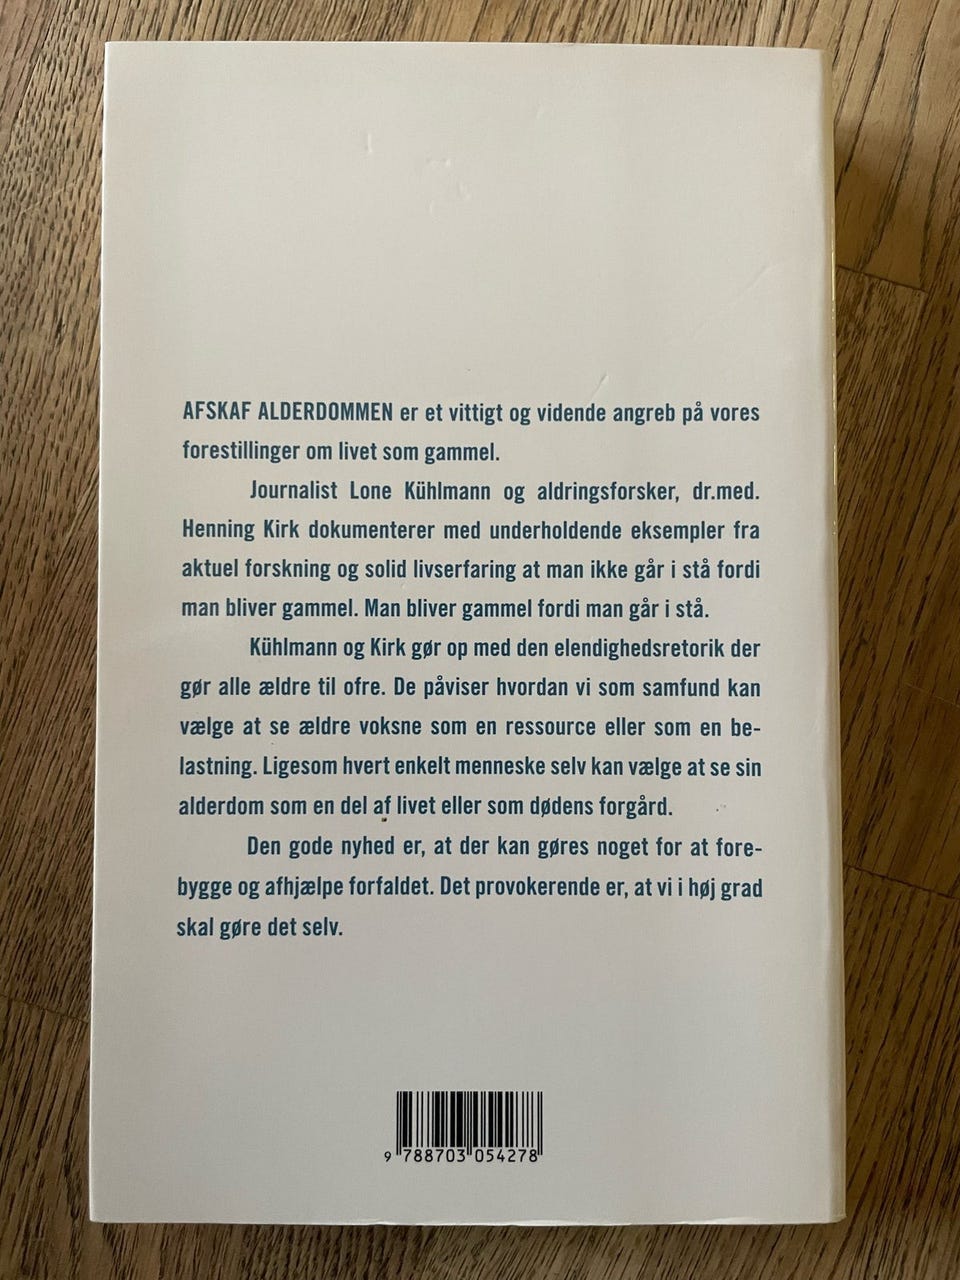 AFSKAF ALDERDOMMEN er et vittigt og vidende angreb på vores
forestillinger om livet som gammel.
Journalist Lone Kühlmann og aldringsforsker, dr.med.
Henning Kirk dokumenterer med underholdende eksempler fra
aktuel forskning og solid livserfaring at man ikke går i stå fordi
man bliver gammel. Man bliver gammel fordi man går i stå.
Kühlmann og Kirk gør op med den elendighedsretorik der
gør alle ældre til ofre. De påviser hvordan vi som samfund kan
vælge at se ældre voksne som en ressource eller som en be-
lastning. Ligesom hvert enkelt menneske selv kan vælge at se sin
alderdom som en del af livet eller som dødens forgård.
Den gode nyhed er, at der kan gøres noget for at fore-
bygge og afhjælpe forfaldet. Det provokerende er, at vi i høj grad
skal gøre det selv.
9 788703 054278